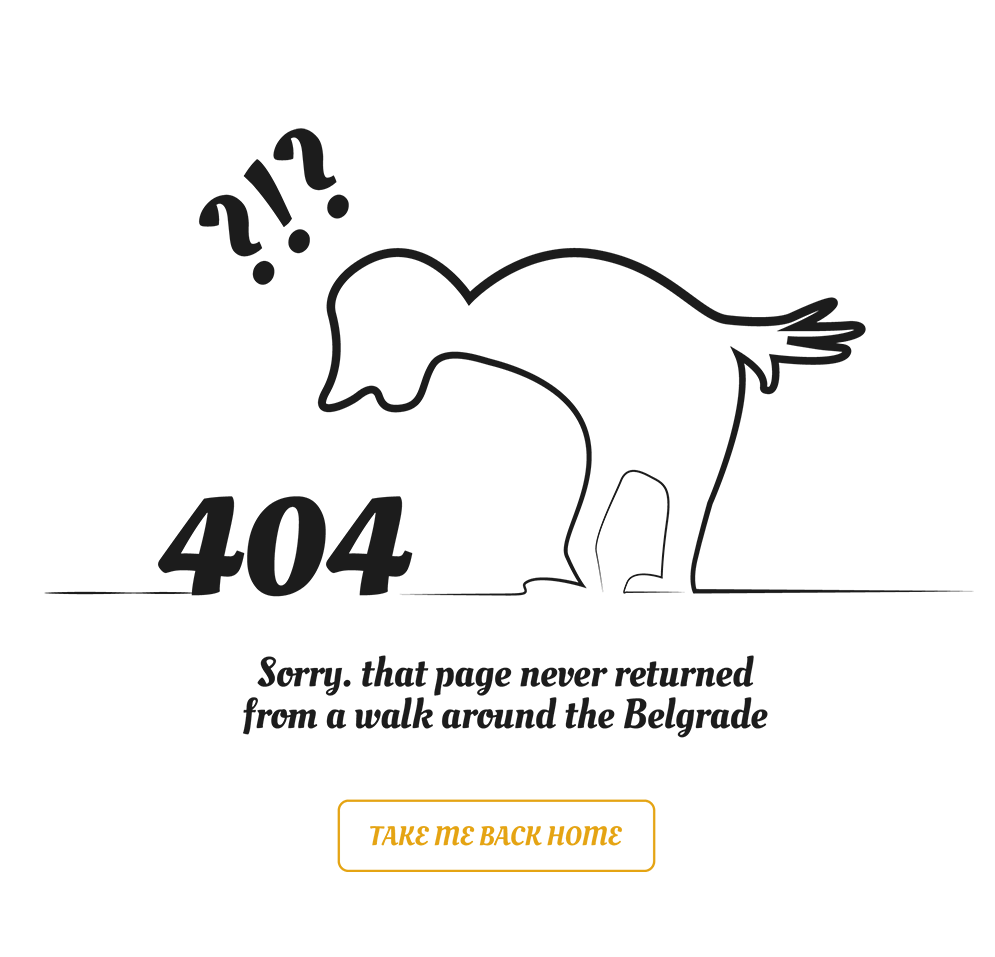 ?!?
404
Sorry. that page never returned
from a walk around the Belgrade
TAKE ME BACK HOME